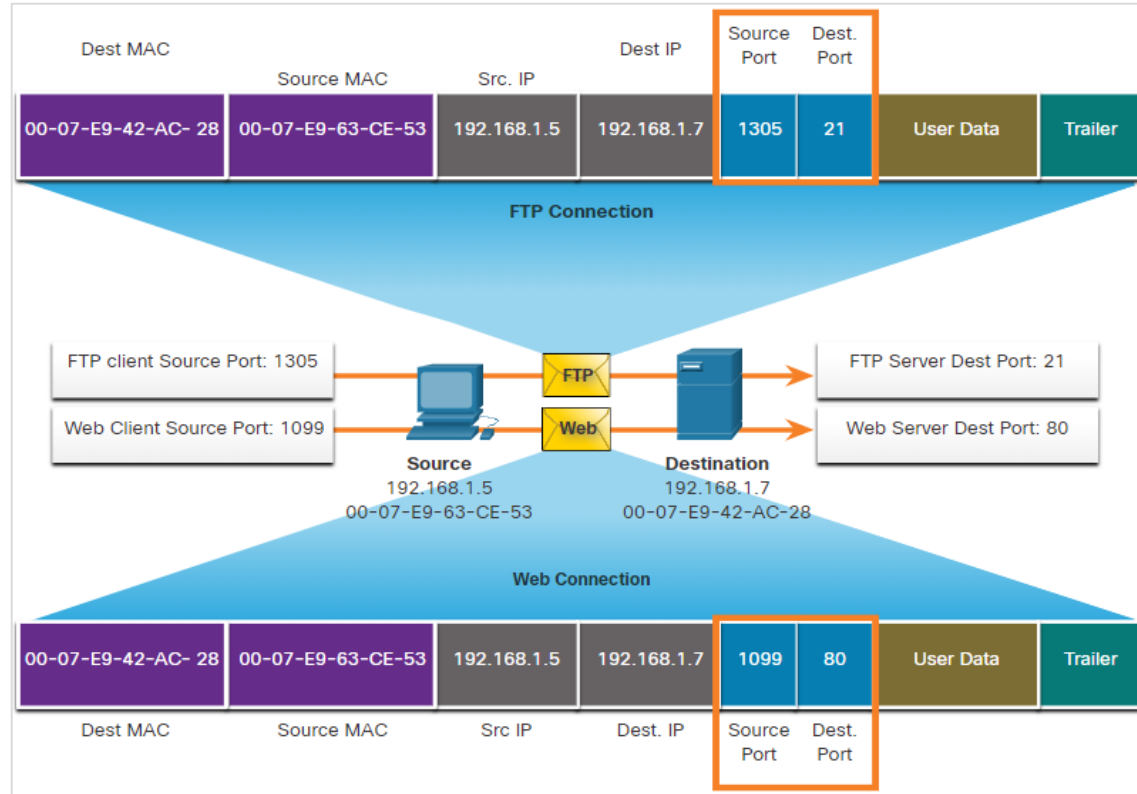 Dest MAC
Source MAC
Src. IP
Dest IP
Source
Port
Dest.
Port
00-07-E9-42-AC- 28
00-07-E9-63-CE-53
192.168.1.5
192.168.1.7
1305
21
User Data
Trailer
FTP Connection
FTP client Source Port: 1305
FTP
FTP Server Dest Port: 21
Web Client Source Port: 1099
Web
Web Server Dest Port: 80
Source
192.168.1.5
00-07-E9-63-CE-53
Destination
192.168.1.7
00-07-E9-42-AC-28
Web Connection
00-07-E9-42-AC- 28
00-07-E9-63-CE-53
192.168.1.5
192.168.1.7
1099
80
User Data
Trailer
Dest MAC
Source MAC
Src IP
Dest. IP
Source
Port
Dest.
Port